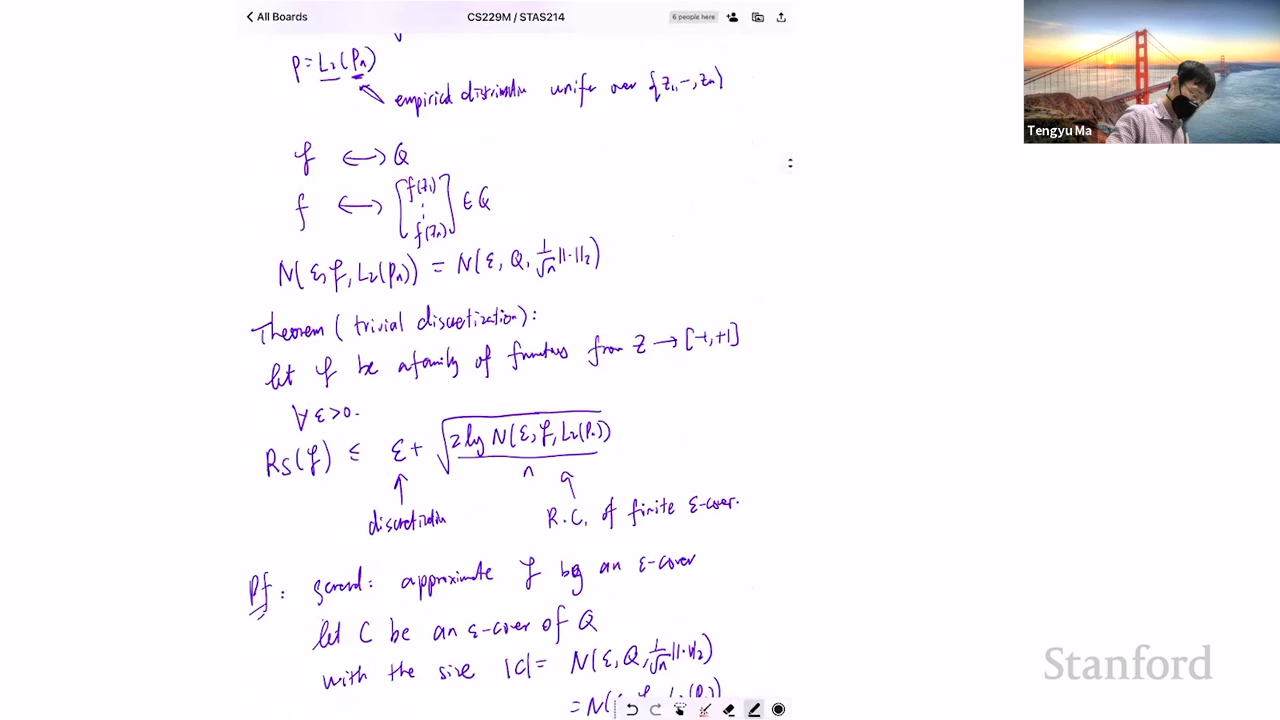 All Boards
CS229M / STAS214
6 people here
ρ = L₂(Pₙ)
empirical distribution unifor over {z₁, -, zₙ}
F ↔ Q
f ↔ [f(z₁) ⋮ f(zₙ)] ∈ Q
N(ε, F, L₂(Pₙ)) = N(ε, Q, 1/√n ||·||₂)
Theorem (trivial discretization):
let F be a family of functions from Z → [-1, +1]
∀ ε>0.
Rs(F) ≤ ε + √(2 log N(ε, F, L₂(Pₙ)) / n)
discretization
R.C. of finite ε-cover.
Pf: approximate F by an ε-cover
let C be an ε-cover of Q
with the size |C| = N(ε, Q, 1/√n ||·||₂)
= N(
Tengyu Ma
Stanford